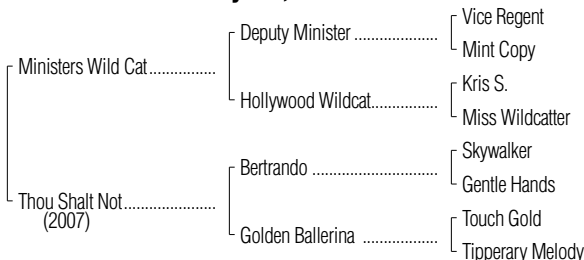 Vice Regent
Deputy Minister ..................
Mint Copy
Ministers Wild Cat...............
Kris S.
Hollywood Wildcat................
Miss Wildcatter
Skywalker
Bertrando ...........................
Gentle Hands
Thou Shalt Not.....................
(2007)
Touch Gold
Golden Ballerina ................
Tipperary Melody